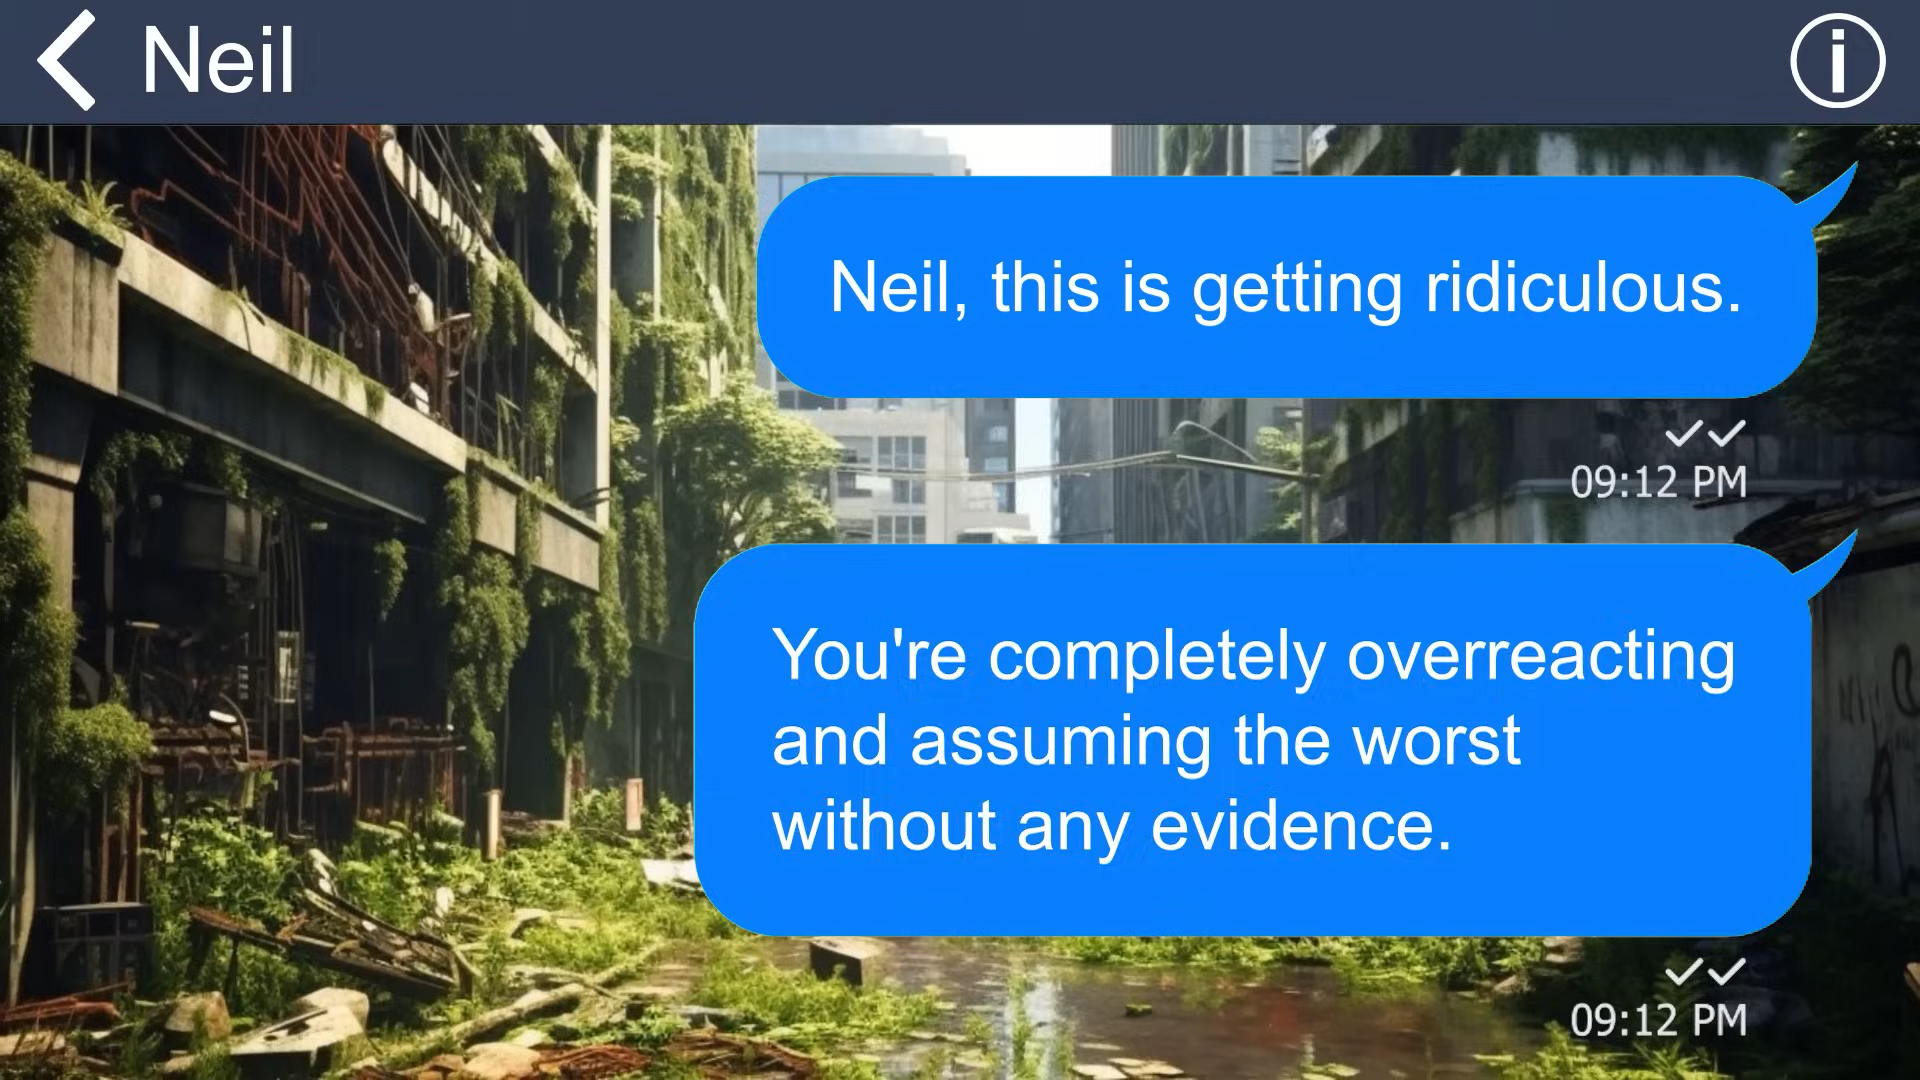 Neil
Neil, this is getting ridiculous.
09:12 PM
You're completely overreacting
and assuming the worst
without any evidence.
09:12 PM